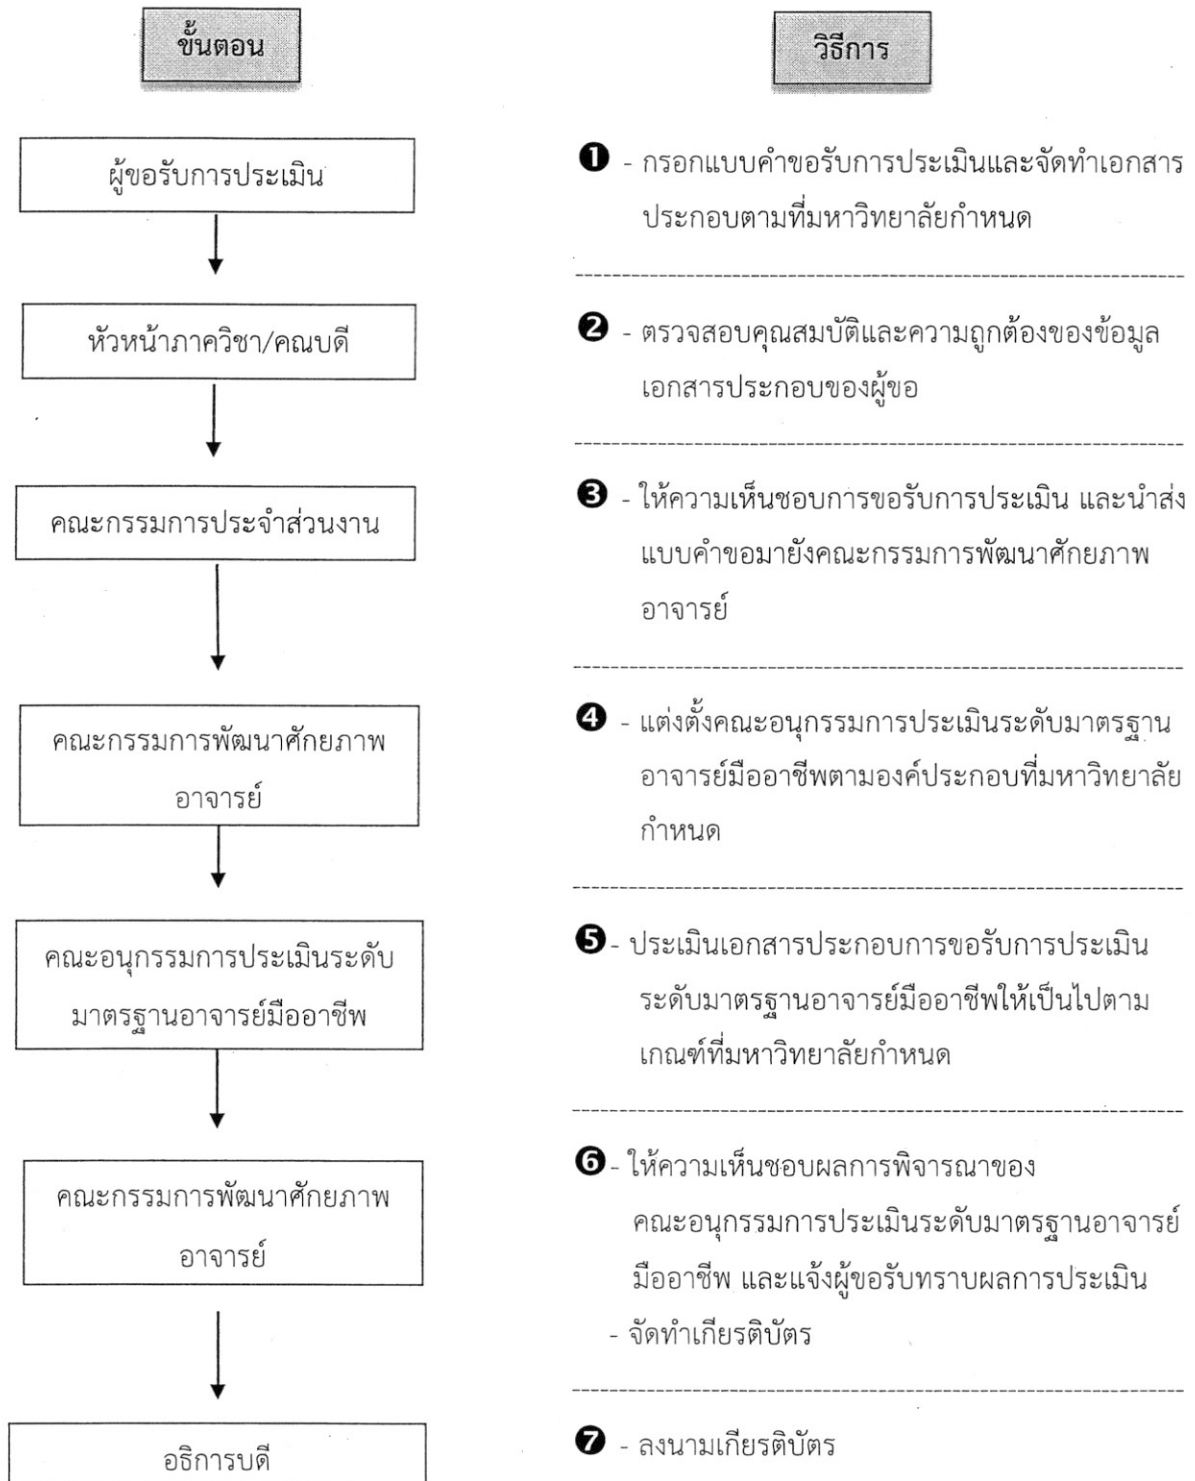 ขั้นตอน
วิธีการ
ผู้ขอรับการประเมิน
❶ - กรอกแบบคำขอรับการประเมินและจัดทำเอกสาร
ประกอบตามที่มหาวิทยาลัยกำหนด
หัวหน้าภาควิชา/คณบดี
❷ - ตรวจสอบคุณสมบัติและความถูกต้องของข้อมูล
เอกสารประกอบของผู้ขอ
คณะกรรมการประจำส่วนงาน
❸ - ให้ความเห็นชอบการขอรับการประเมิน และนำส่ง
แบบคำขอมายังคณะกรรมการพัฒนาศักยภาพ
อาจารย์
คณะกรรมการพัฒนาศักยภาพ
อาจารย์
❹ - แต่งตั้งคณะอนุกรรมการประเมินระดับมาตรฐาน
อาจารย์มืออาชีพตามองค์ประกอบที่มหาวิทยาลัย
กำหนด
คณะอนุกรรมการประเมินระดับ
มาตรฐานอาจารย์มืออาชีพ
❺ - ประเมินเอกสารประกอบการขอรับการประเมิน
ระดับมาตรฐานอาจารย์มืออาชีพให้เป็นไปตาม
เกณฑ์ที่มหาวิทยาลัยกำหนด
คณะกรรมการพัฒนาศักยภาพ
อาจารย์
❻ - ให้ความเห็นชอบผลการพิจารณาของ
คณะอนุกรรมการประเมินระดับมาตรฐานอาจารย์
มืออาชีพ และแจ้งผู้ขอรับทราบผลการประเมิน
- จัดทำเกียรติบัตร
อธิการบดี
❼ - ลงนามเกียรติบัตร